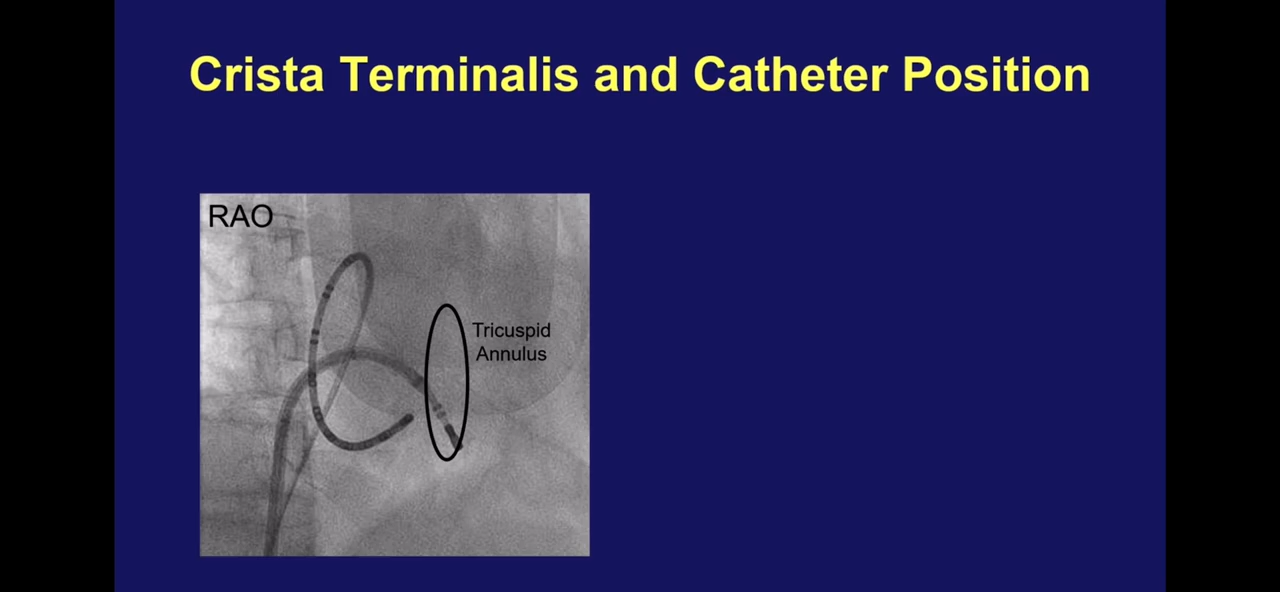 Crista Terminalis and Catheter Position
RAO
Tricuspid
Annulus